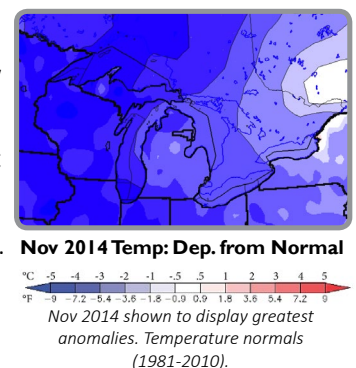 Nov 2014 Temp: Dep. from Normal
°C -5 -4 -3 -2 -1 -.5 .5 1 2 3 4 5
°F -9 -7.2 -5.4 -3.6 -1.8 -0.9 0.9 1.8 3.6 5.4 7.2 9
Nov 2014 shown to display greatest
anomalies. Temperature normals
(1981-2010).